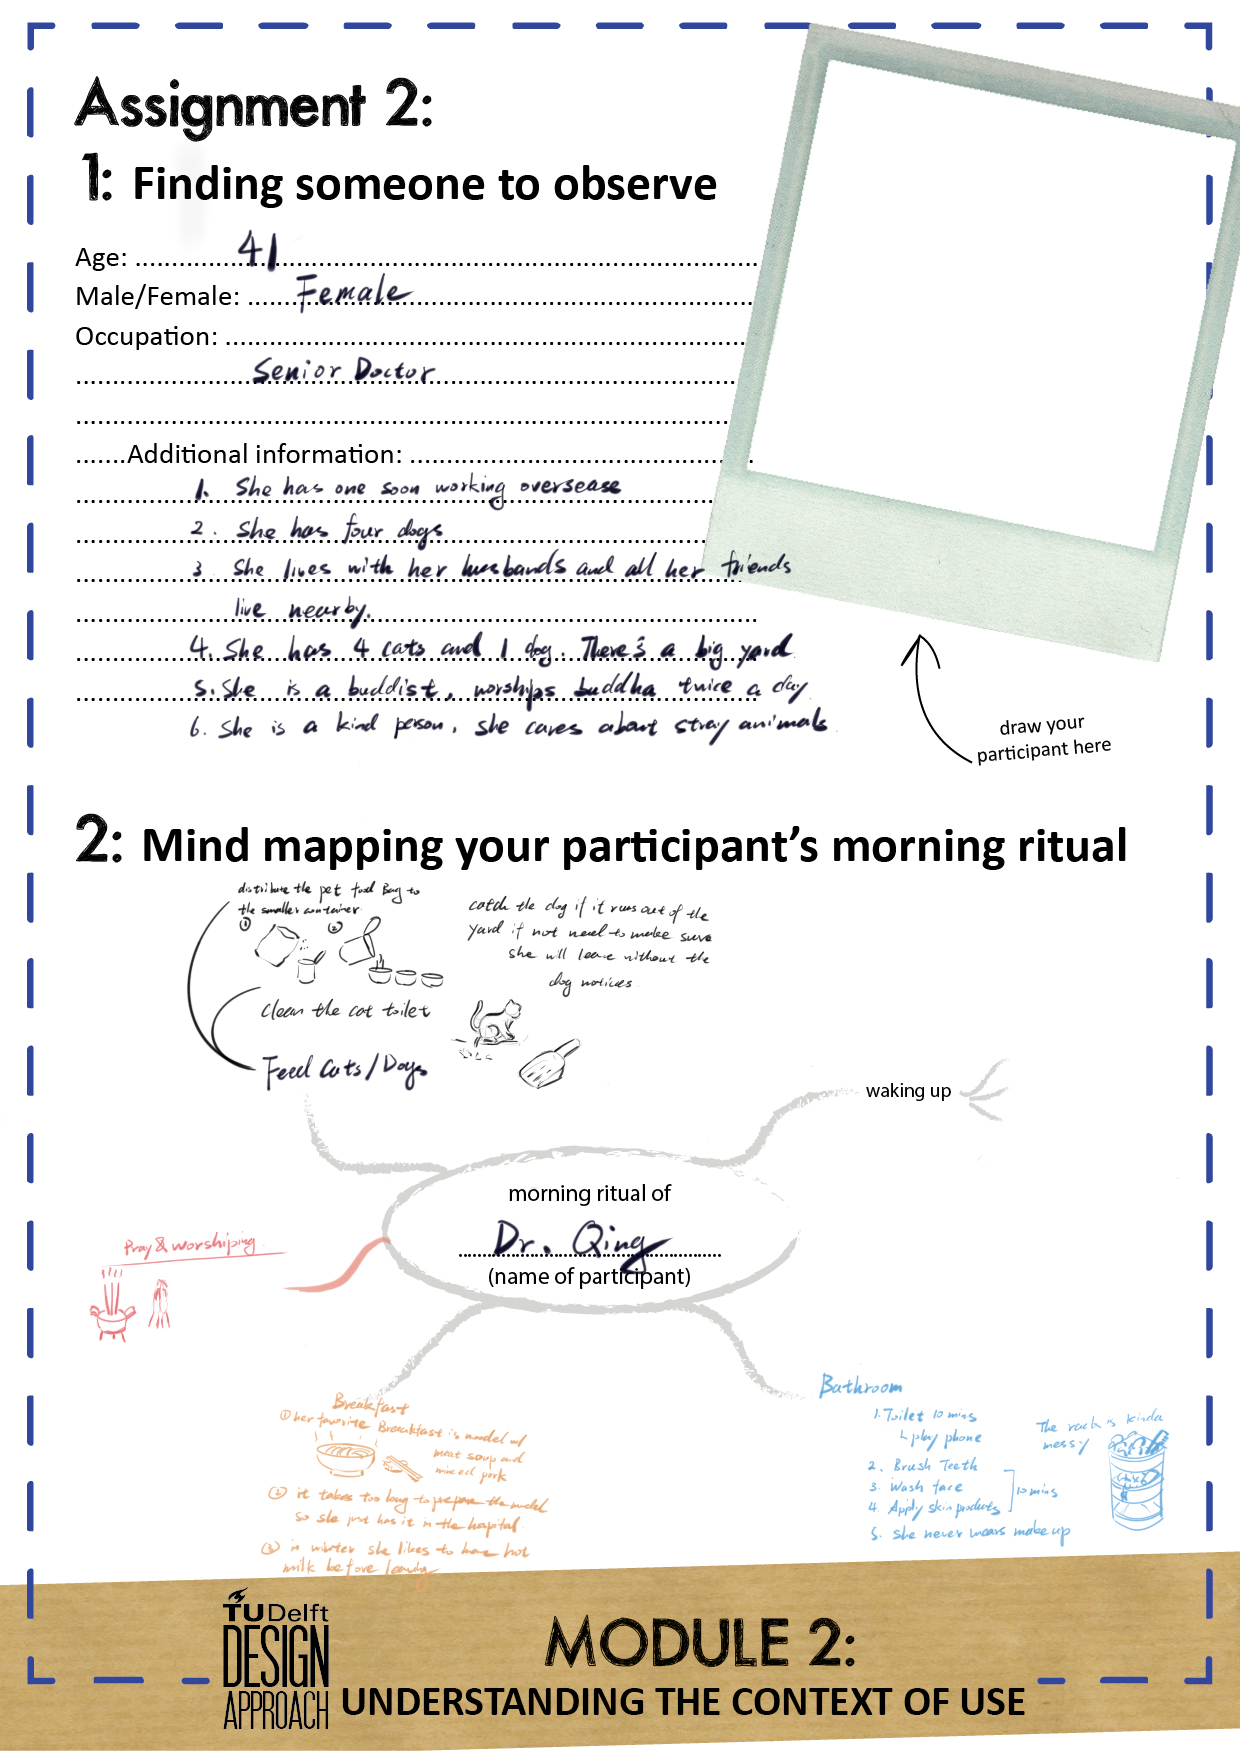 Assignment 2:
1: Finding someone to observe
Age: 41
Male/Female: Female
Occupation:
Senior Doctor
Additional information:
1. She has one soon working oversease
2. She has four dogs
3 She lives with her husbands and all her friends
live nearby.
4. She has 4 cats and 1 dog. There's a big yard
5. She is a buddist, worships buddha twice a day
6. She is a kind person, she cares about stray animals
draw your
participant here
2: Mind mapping your participant's morning ritual
distribute the pet food Bag to
the smaller container
① ②
catch the dog if it runs out of the
yard if not need to make sure
she will leave without the
dog notices
Clean the cat toilet
Feed Cats/Dogs
waking up
morning ritual of
Dr. Qing
(name of participant)
Pray & worshiping
Breakfast
① her favorite Breakfast is noodel w/
meat soup and
minced pork
② it takes too long to prepare the noodel
so she just has it in the hospital
③ in winter she likes to have hot
milk before leaving
Bathroom
1. Toilet 10 mins
play phone
2. Brush Teeth
3. Wash face
4. Apply skin products
10 mins
5. she never wears make up
The rack is kinda
messy
TU Delft
DESIGN
APPROACH
MODULE 2:
UNDERSTANDING THE CONTEXT OF USE